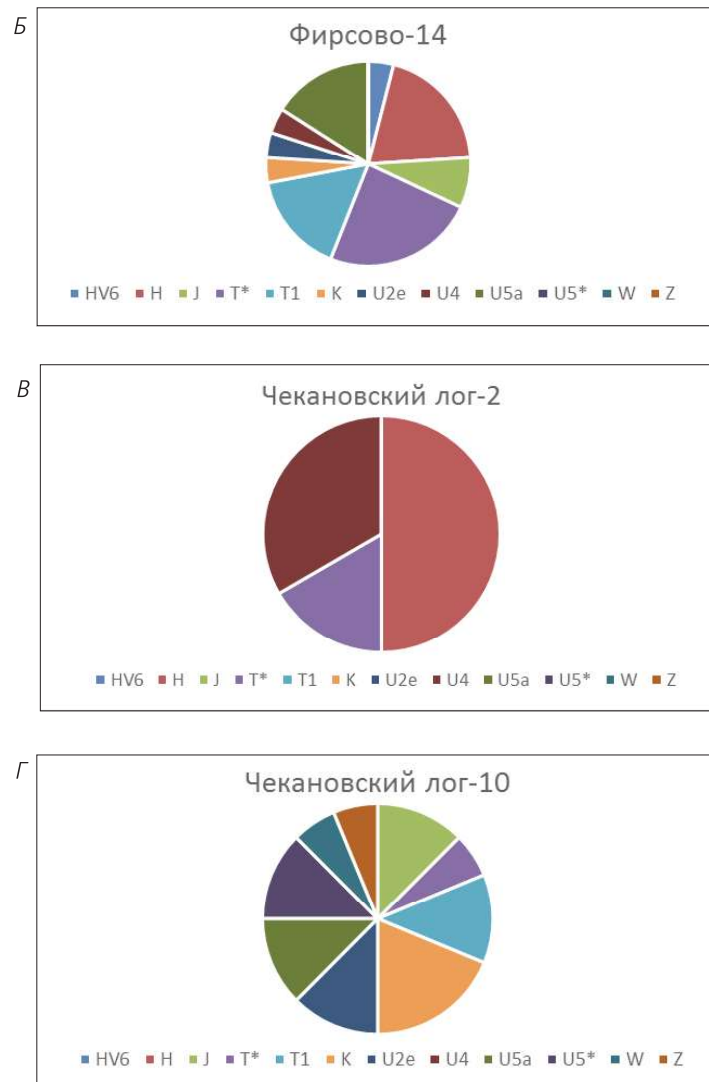 Б
Фирсово-14
HV6 H J T* T1 K U2e U4 U5a U5* W Z
В
Чекановский лог-2
HV6 H J T* T1 K U2e U4 U5a U5* W Z
Г
Чекановский лог-10
HV6 H J T* T1 K U2e U4 U5a U5* W Z